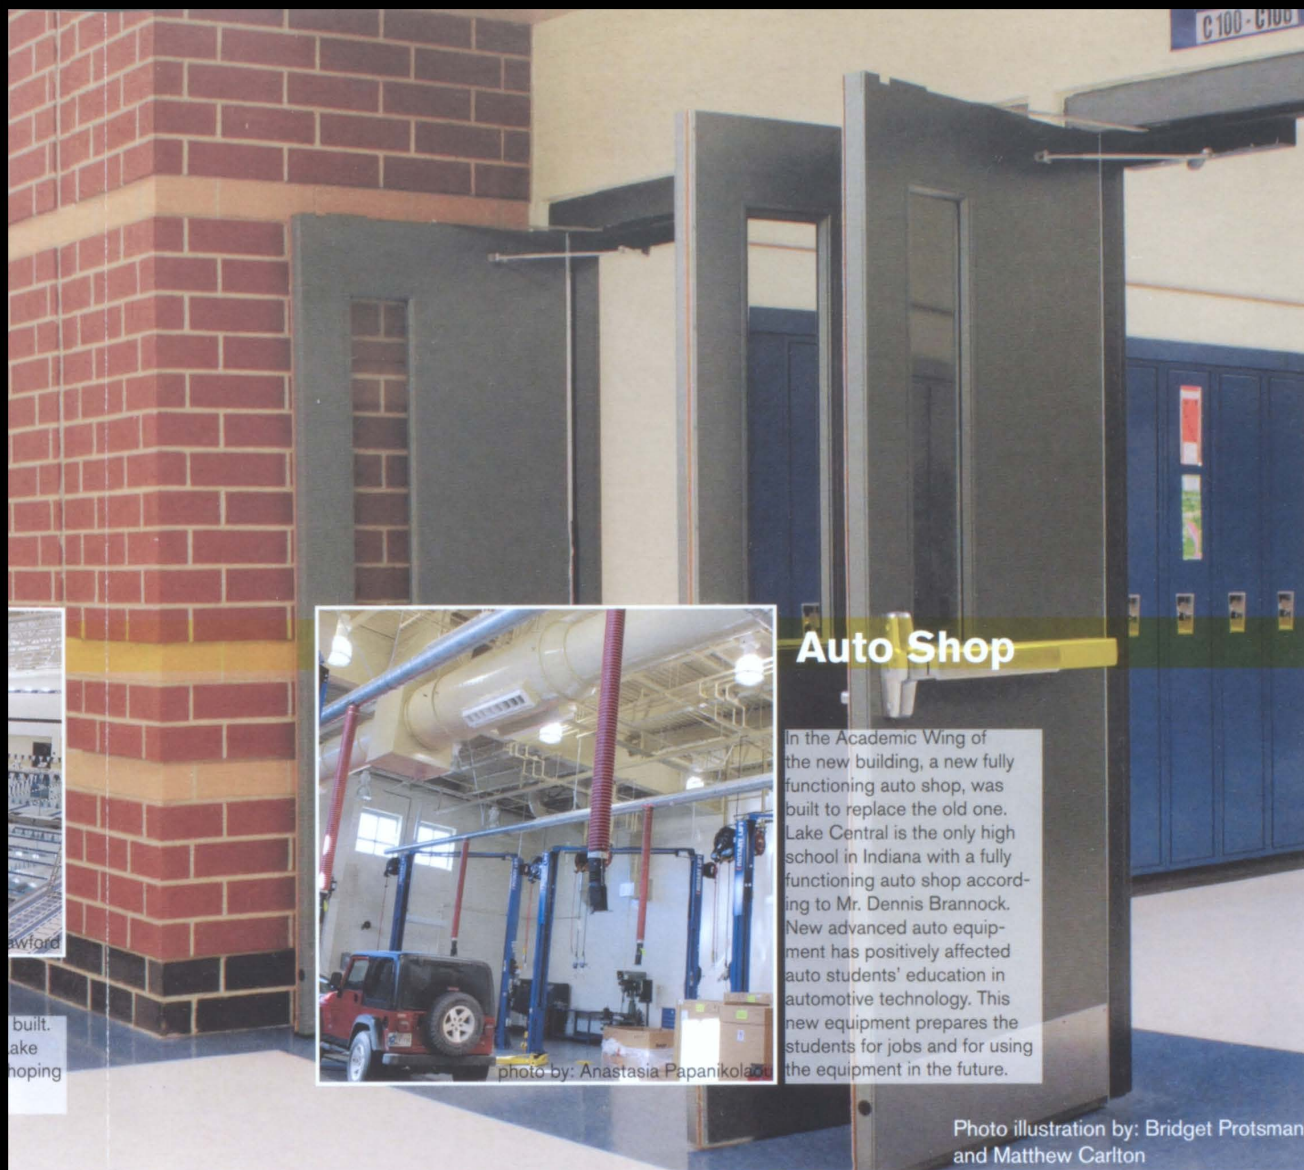 C 100 - C108
Auto Shop
In the Academic Wing of
the new building, a new fully
functioning auto shop, was
built to replace the old one.
Lake Central is the only high
school in Indiana with a fully
functioning auto shop accord-
ing to Mr. Dennis Brannock.
New advanced auto equip-
ment has positively affected
auto students' education in
automotive technology. This
new equipment prepares the
students for jobs and for using
the equipment in the future.
photo by: Anastasia Papanikolaou
awford
built.
ake
hoping
Photo illustration by: Bridget Protsman
and Matthew Carlton